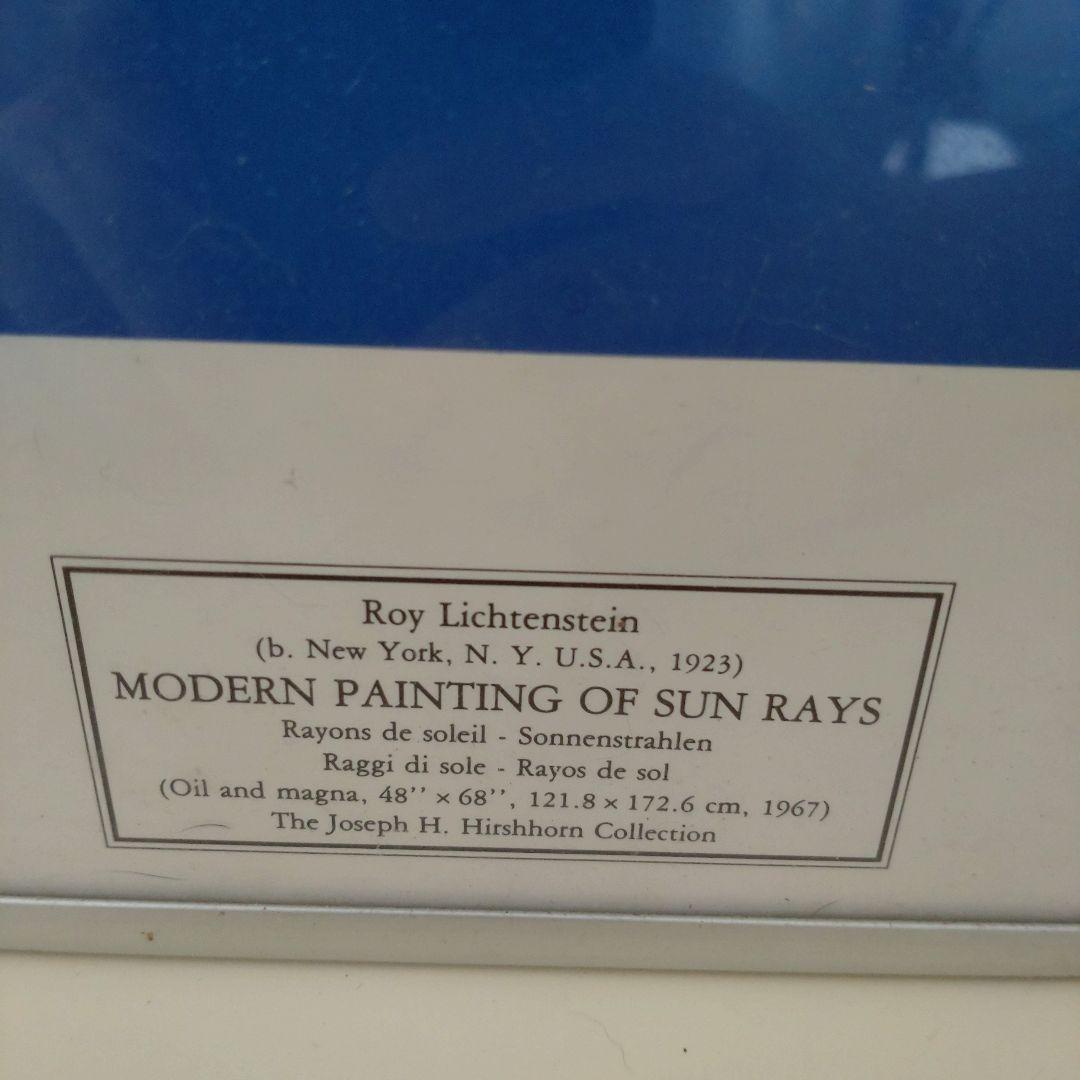 Roy Lichtenstein
(b. New York, N. Y. U.S.A., 1923)
MODERN PAINTING OF SUN RAYS
Rayons de soleil - Sonnenstrahlen
Raggi di sole - Rayos de sol
(Oil and magna, 48’’ × 68’’, 121.8 × 172.6 cm, 1967)
The Joseph H. Hirshhorn Collection